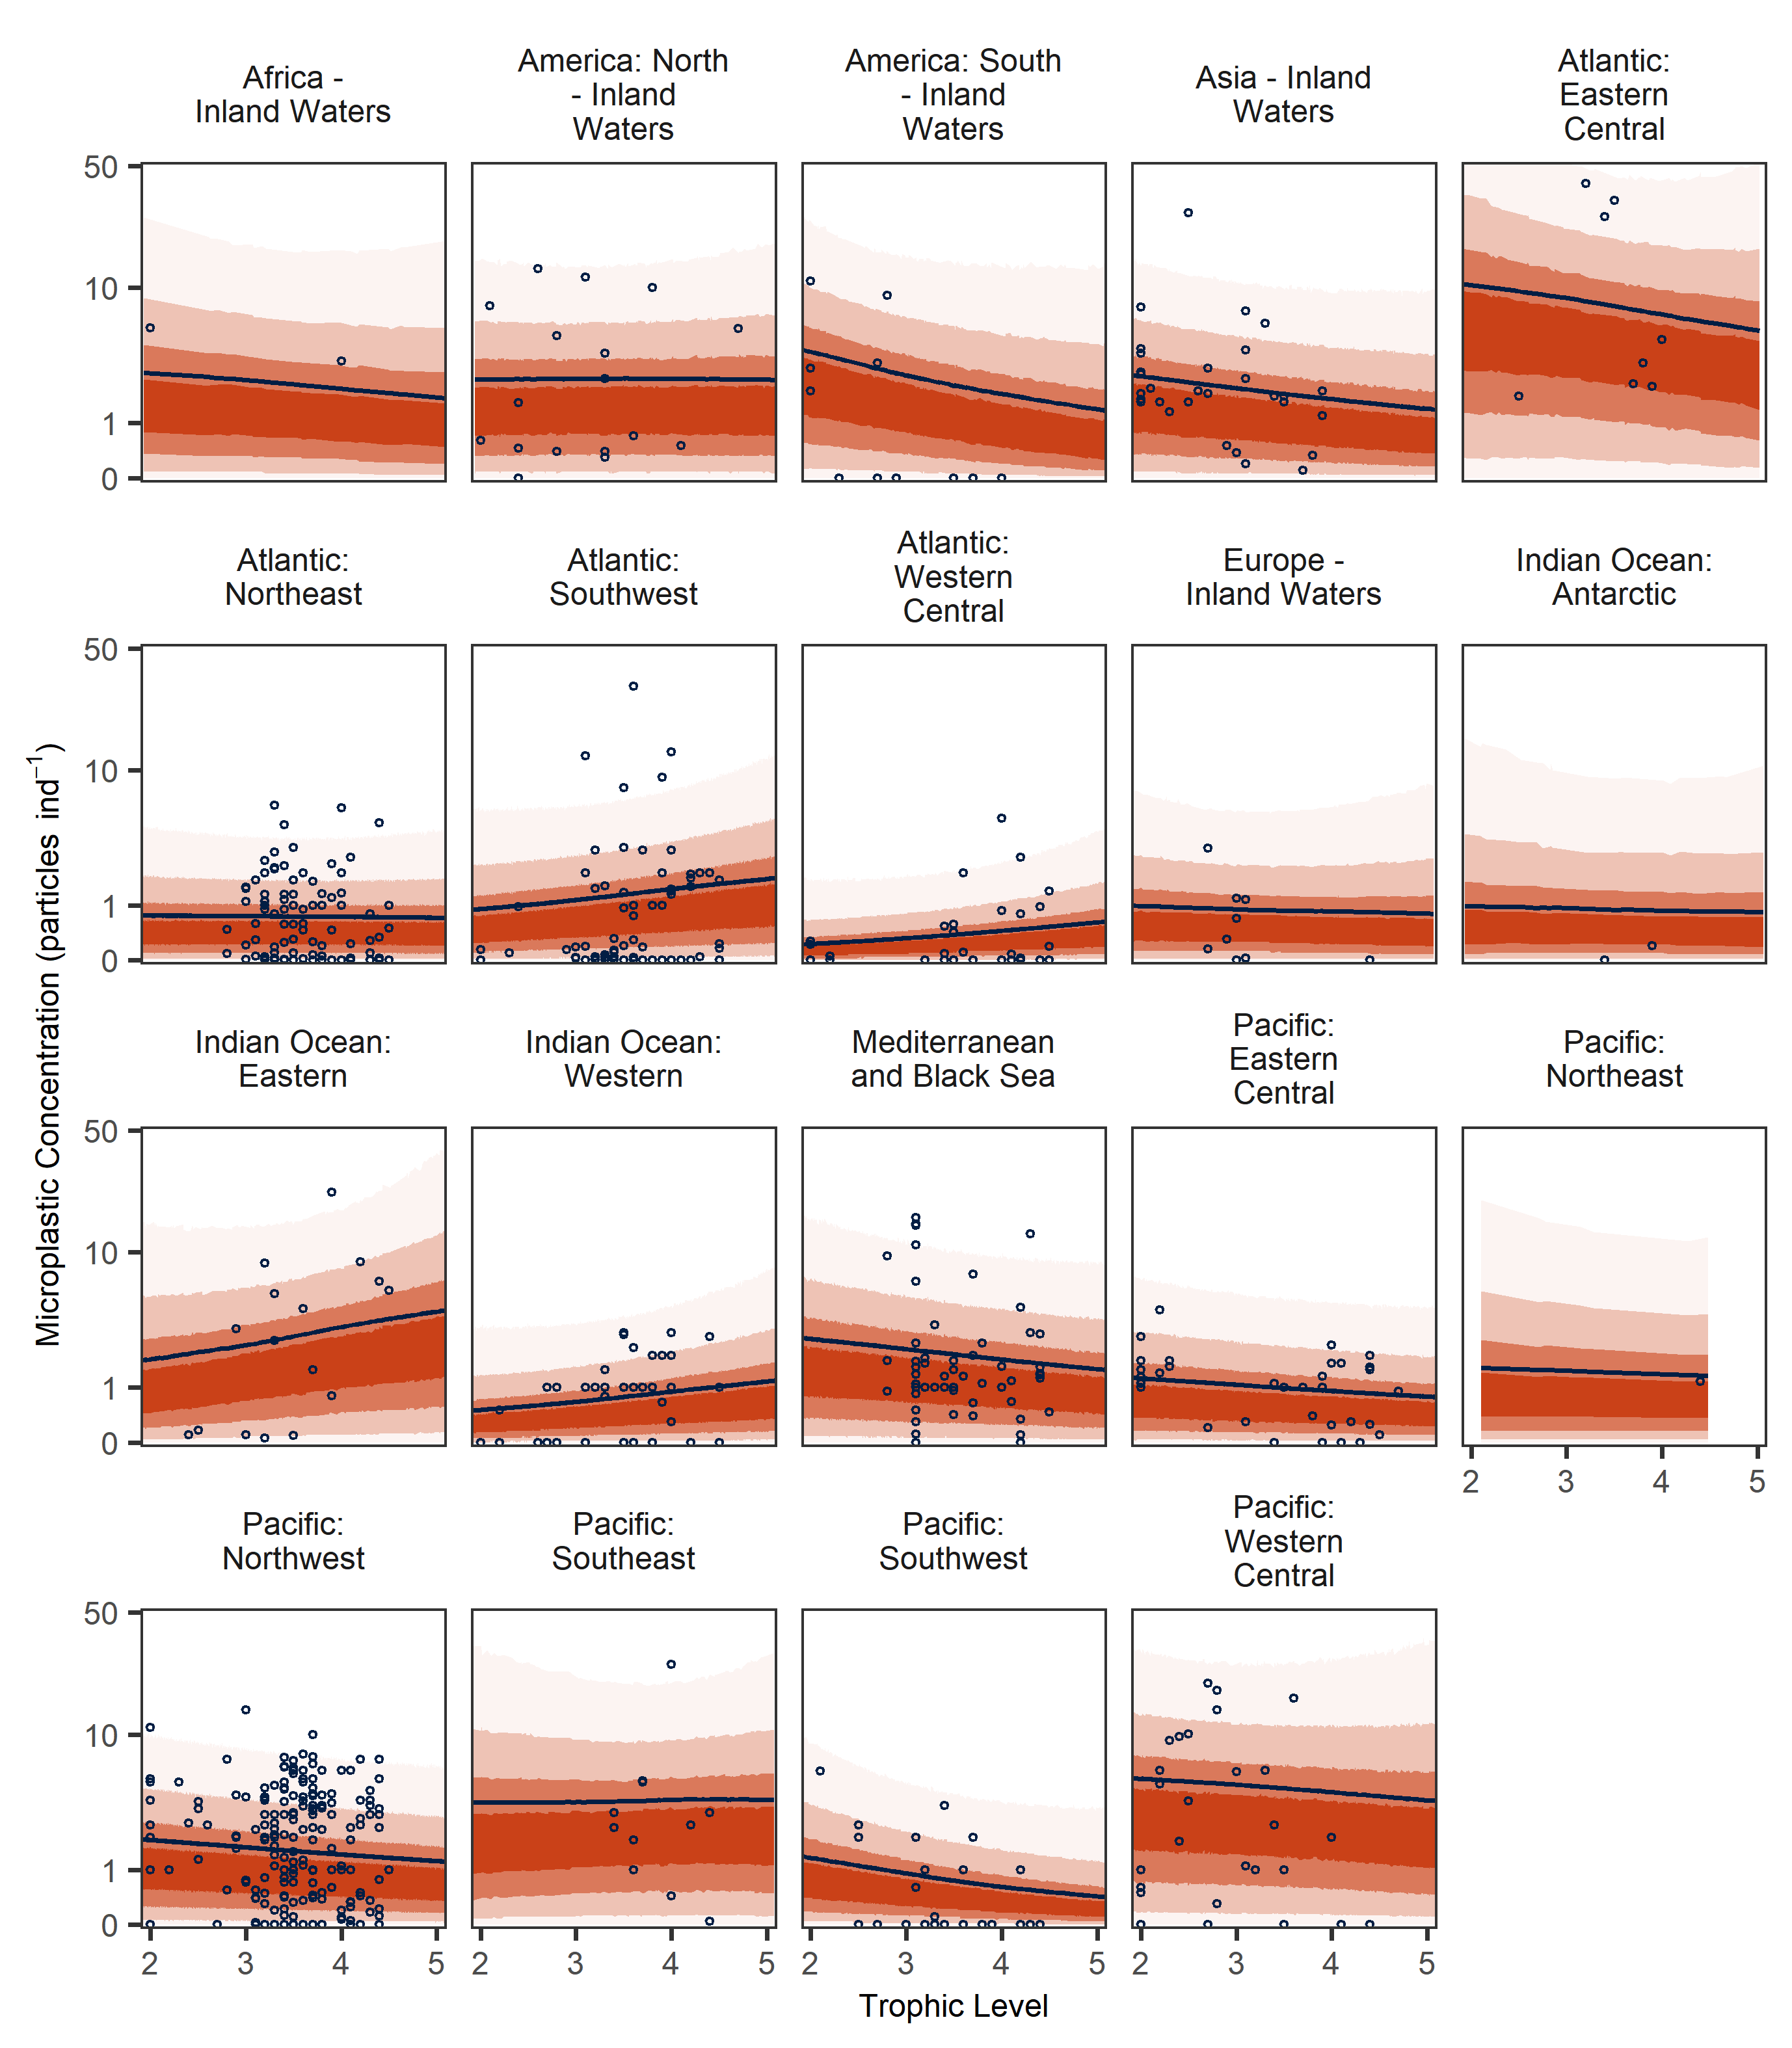 Africa -
Inland Waters
America: North
- Inland
Waters
America: South
- Inland
Waters
Asia - Inland
Waters
Atlantic:
Eastern
Central
50
10
1
0
Atlantic:
Northeast
Atlantic:
Southwest
Atlantic:
Western
Central
Europe -
Inland Waters
Indian Ocean:
Antarctic
50
10
1
0
Microplastic Concentration (particles ind⁻¹)
Indian Ocean:
Eastern
Indian Ocean:
Western
Mediterranean
and Black Sea
Pacific:
Eastern
Central
Pacific:
Northeast
50
10
1
0
2 3 4 5
Pacific:
Northwest
Pacific:
Southeast
Pacific:
Southwest
Pacific:
Western
Central
50
10
1
0
2 3 4 5
2 3 4 5
2 3 4 5
2 3 4 5
Trophic Level